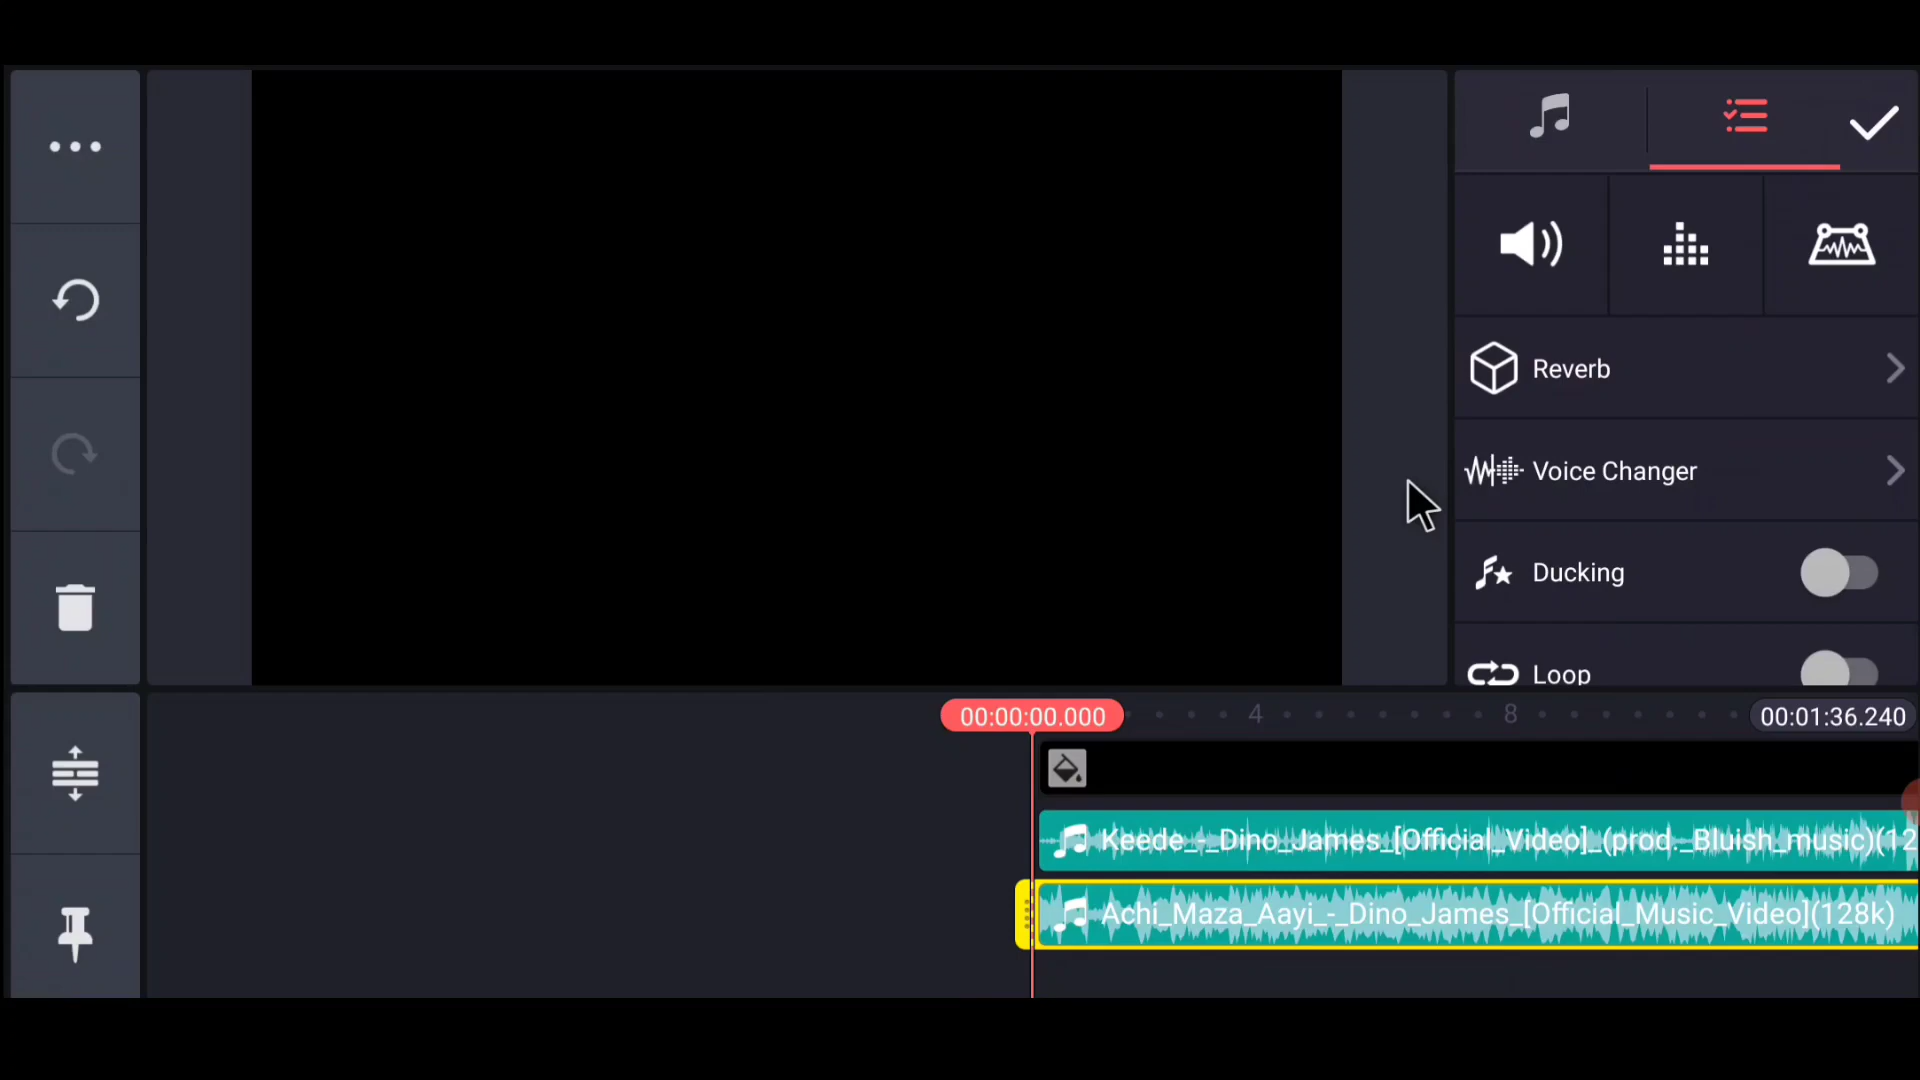 Reverb
Voice Changer
Ducking
Loop
00:00:00.000
4
8
00:01:36.240
Keede_-_Dino_James_[Official_Video]_(prod._Bluish_music)(12
Achi_Maza_Aayi_-_Dino_James_[Official_Music_Video](128k)